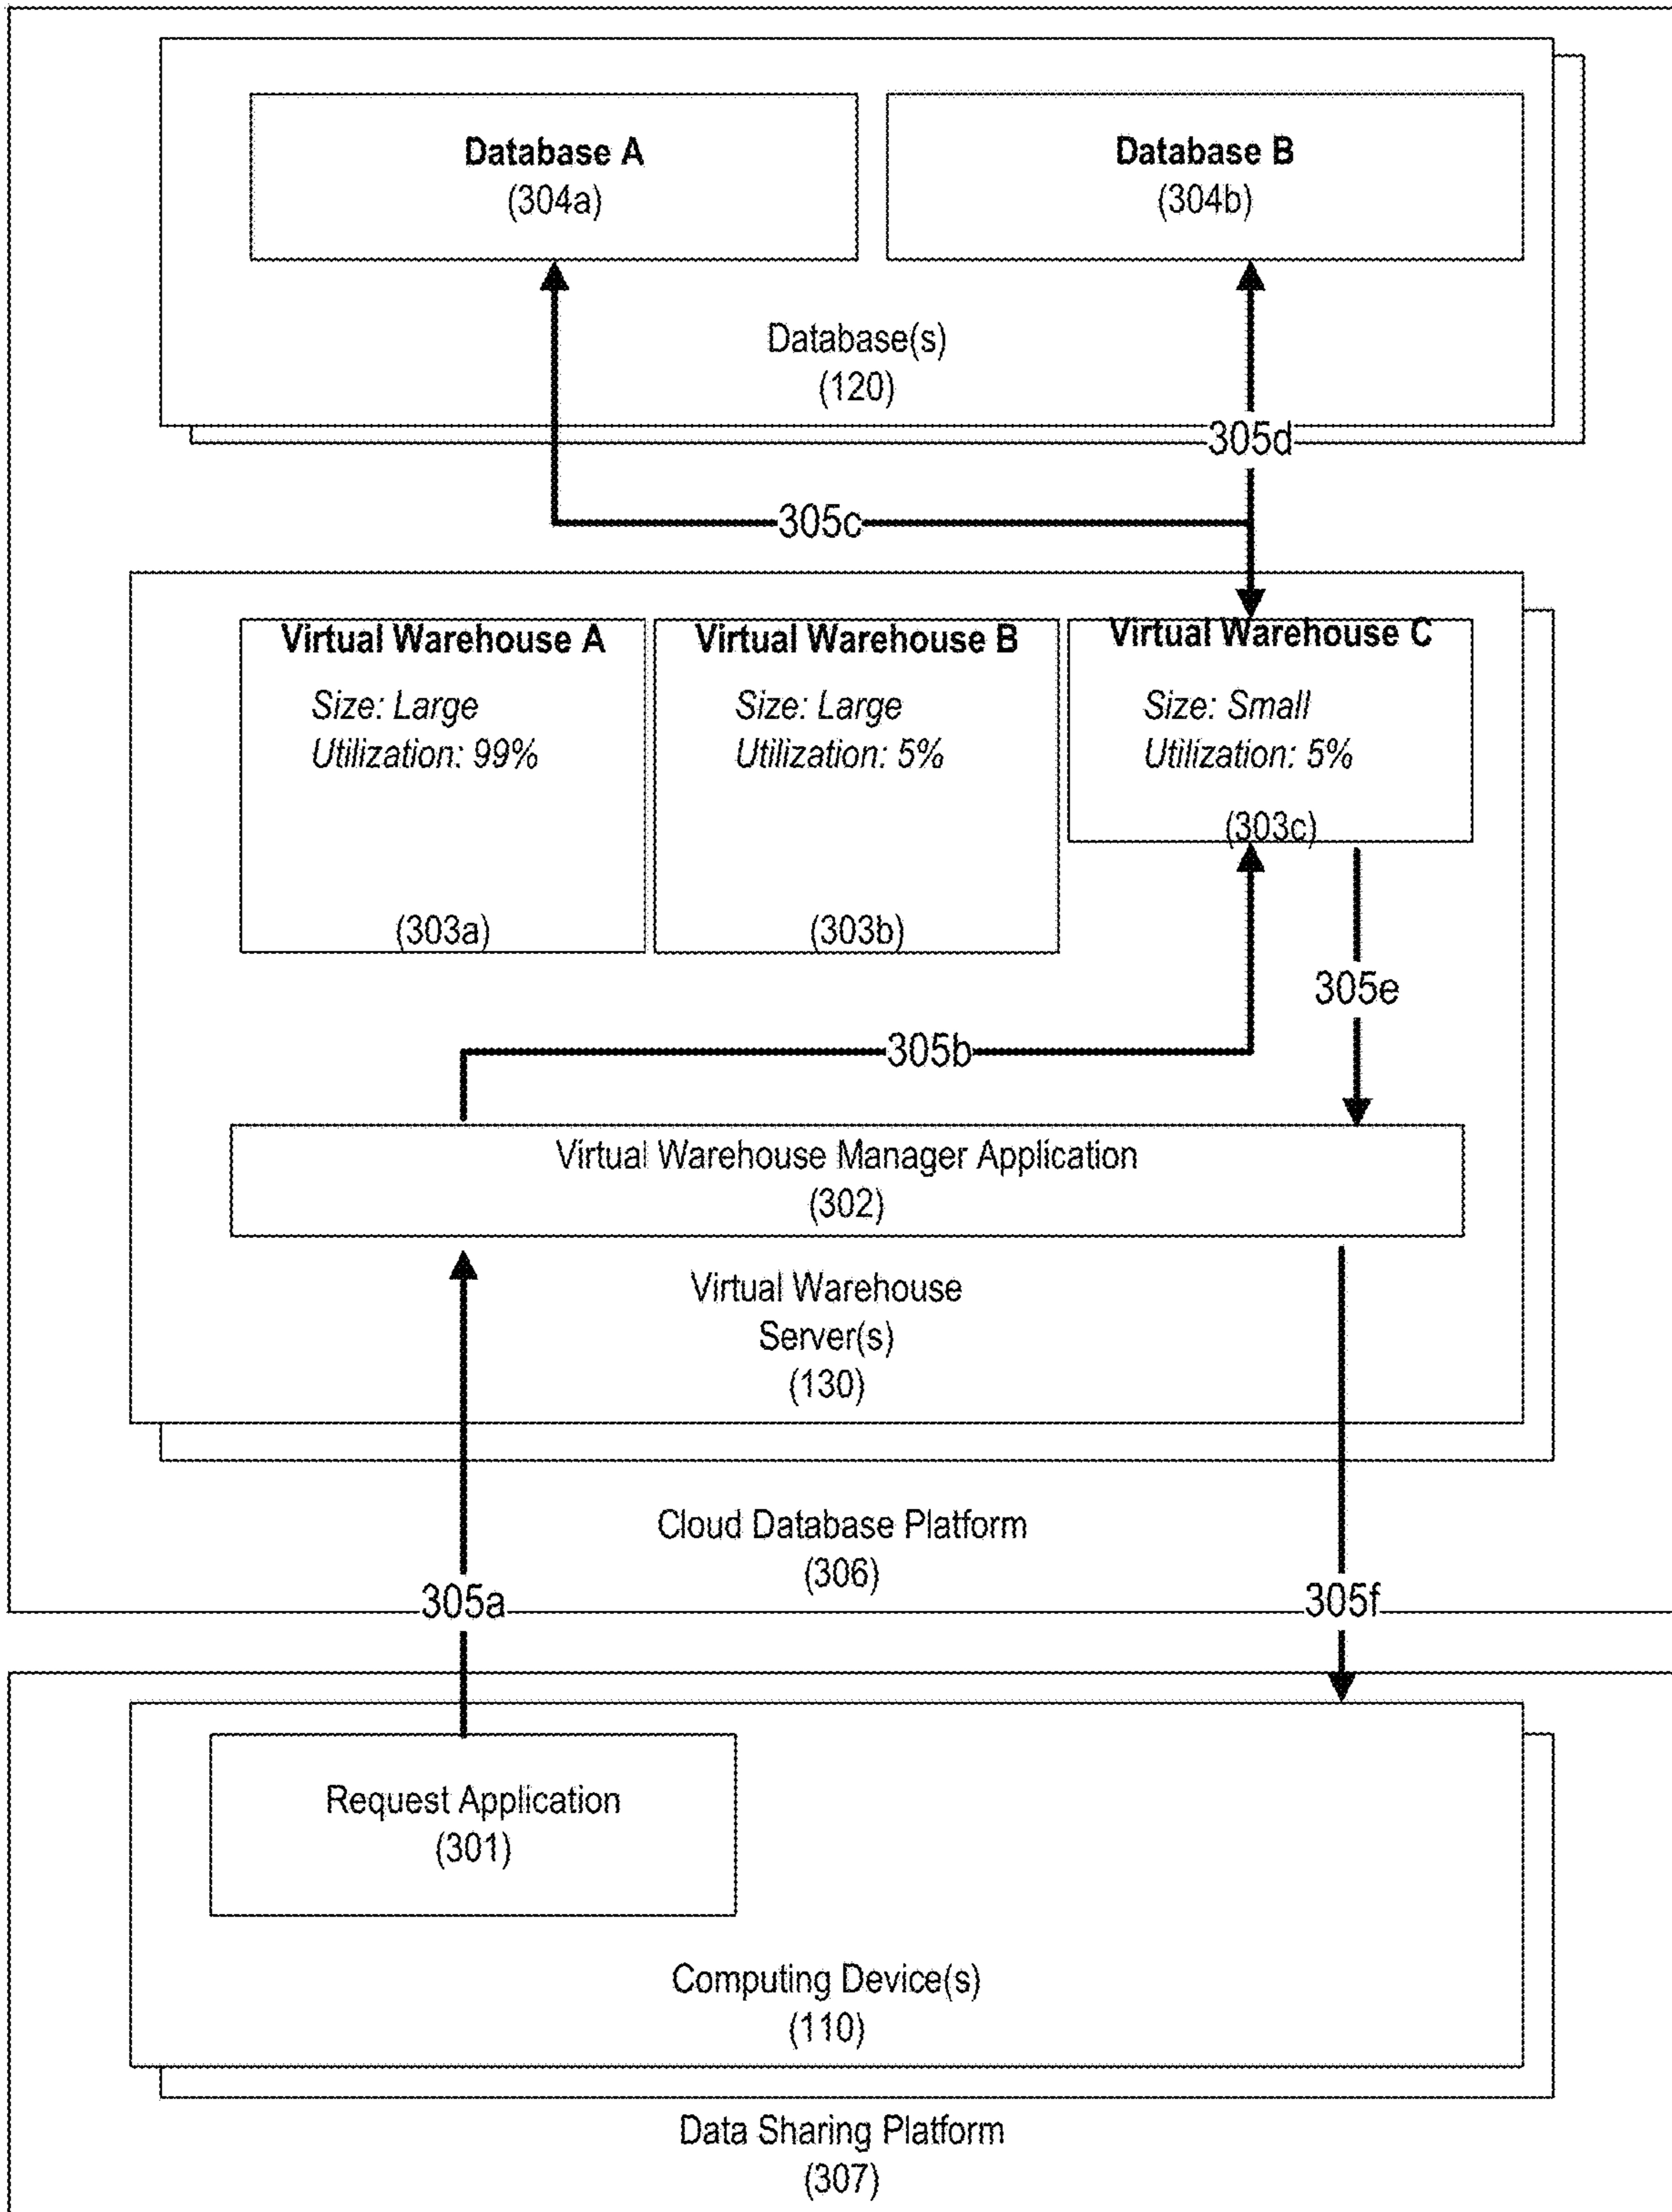 Database A
(304a)
Database B
(304b)
Database(s)
(120)
305d
305c
Virtual Warehouse A
Size: Large
Utilization: 99%
(303a)
Virtual Warehouse B
Size: Large
Utilization: 5%
(303b)
Virtual Warehouse C
Size: Small
Utilization: 5%
(303c)
305e
305b
Virtual Warehouse Manager Application
(302)
Virtual Warehouse
Server(s)
(130)
Cloud Database Platform
(306)
305a
305f
Request Application
(301)
Computing Device(s)
(110)
Data Sharing Platform
(307)